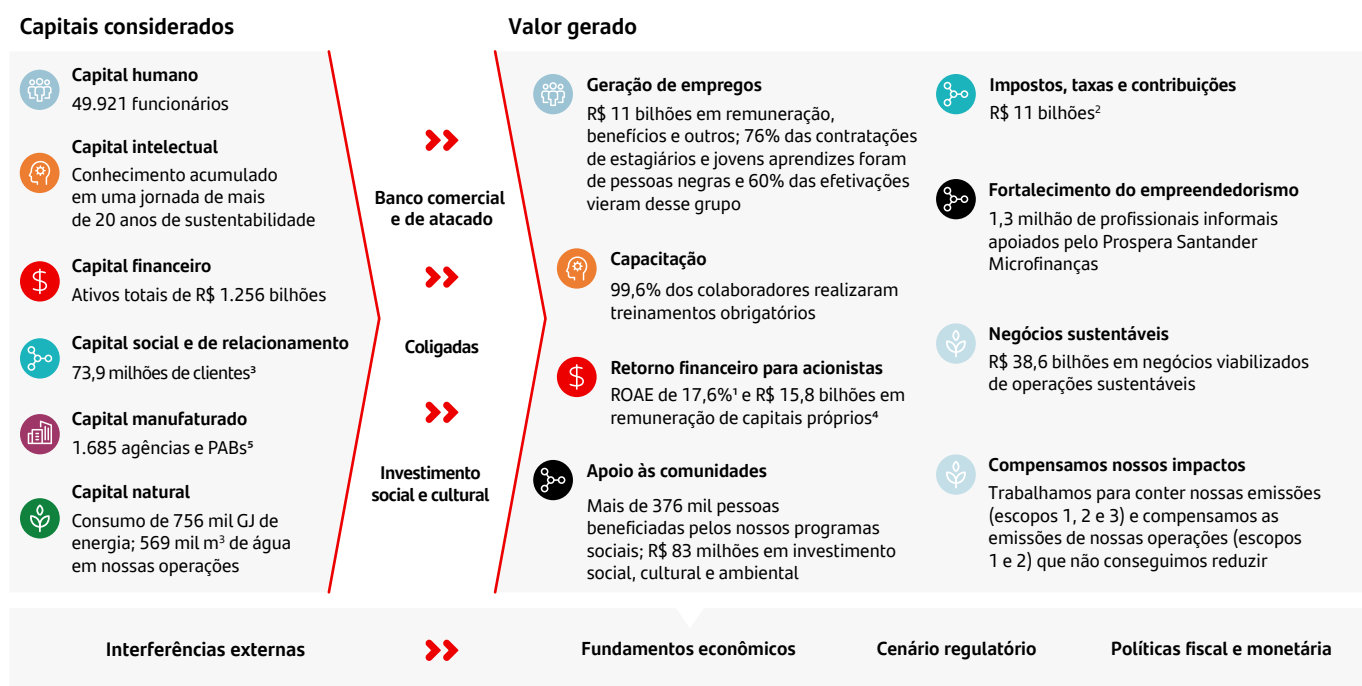 Capitais considerados
Capital humano
49.921 funcionários
Capital intelectual
Conhecimento acumulado
em uma jornada de mais
de 20 anos de sustentabilidade
Capital financeiro
Ativos totais de R$ 1.256 bilhões
Capital social e de relacionamento
73,9 milhões de clientes³
Capital manufaturado
1.685 agências e PABs⁵
Capital natural
Consumo de 756 mil GJ de
energia; 569 mil m³ de água
em nossas operações
Banco comercial
e de atacado
Coligadas
Investimento
social e cultural
Valor gerado
Geração de empregos
R$ 11 bilhões em remuneração,
benefícios e outros; 76% das contratações
de estagiários e jovens aprendizes foram
de pessoas negras e 60% das efetivações
vieram desse grupo
Capacitação
99,6% dos colaboradores realizaram
treinamentos obrigatórios
Retorno financeiro para acionistas
ROAE de 17,6%¹ e R$ 15,8 bilhões em
remuneração de capitais próprios⁴
Apoio às comunidades
Mais de 376 mil pessoas
beneficiadas pelos nossos programas
sociais; R$ 83 milhões em investimento
social, cultural e ambiental
Impostos, taxas e contribuições
R$ 11 bilhões²
Fortalecimento do empreendedorismo
1,3 milhão de profissionais informais
apoiados pelo Prospera Santander
Microfinanças
Negócios sustentáveis
R$ 38,6 bilhões em negócios viabilizados
de operações sustentáveis
Compensamos nossos impactos
Trabalhamos para conter nossas emissões
(escopos 1, 2 e 3) e compensamos as
emissões de nossas operações (escopos
1 e 2) que não conseguimos reduzir
Interferências externas
Fundamentos econômicos
Cenário regulatório
Políticas fiscal e monetária